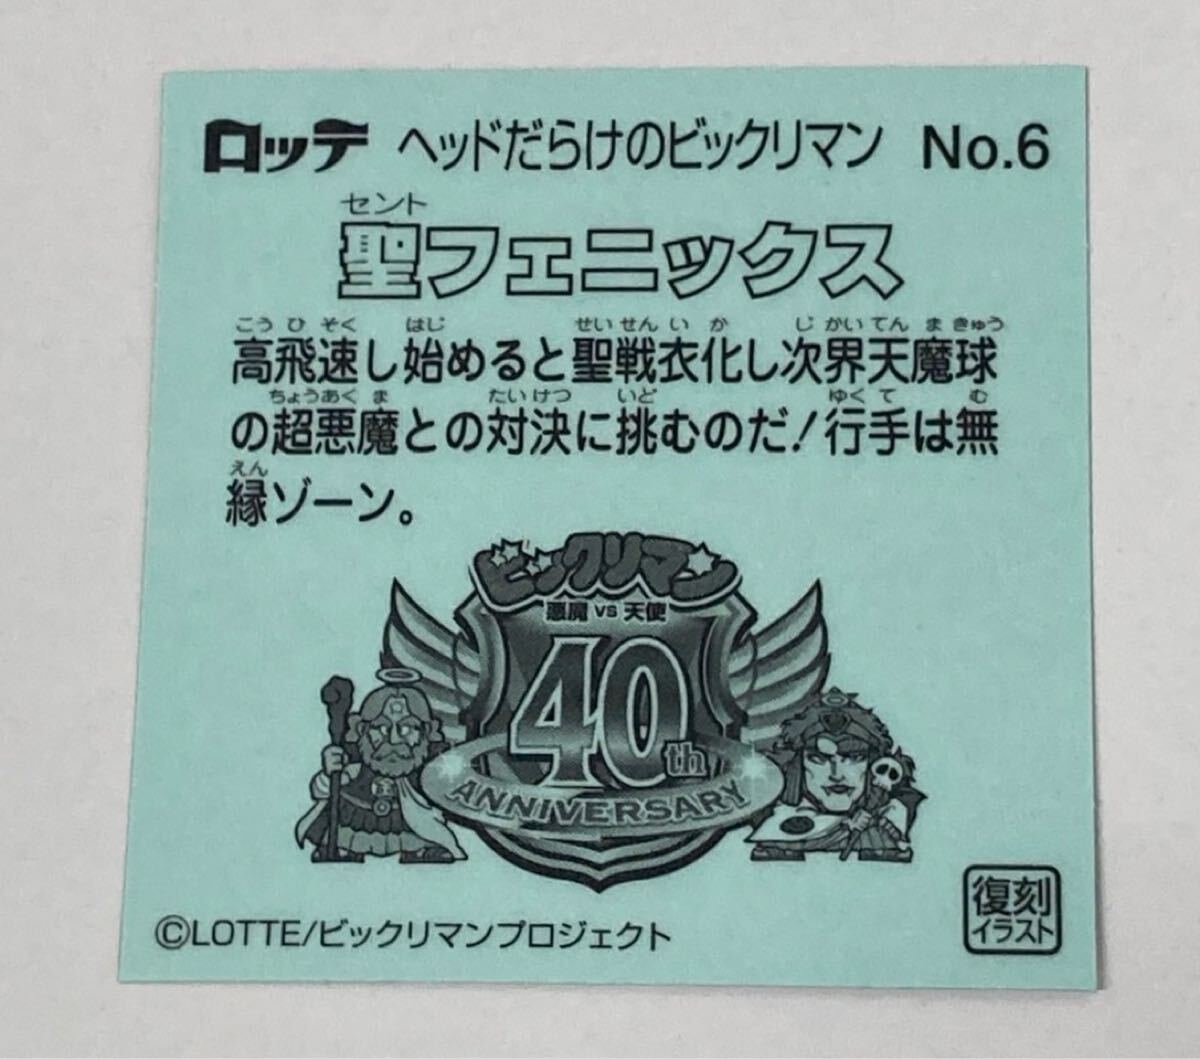 ロッテ ヘッドだらけのビックリマン No.6
セント
聖フェニックス
こうひそく はじ せいせんいか じかいてんまきゅう
高飛速し始めると聖戦衣化し次界天魔球
ちょうあくま たいけつ いど ゆくて む
の超悪魔との対決に挑むのだ!行手は無
えん
縁ゾーン。
ビックリマン
悪魔 VS 天使
40th
ANNIVERSARY
復刻
イラスト
©LOTTE/ビックリマンプロジェクト